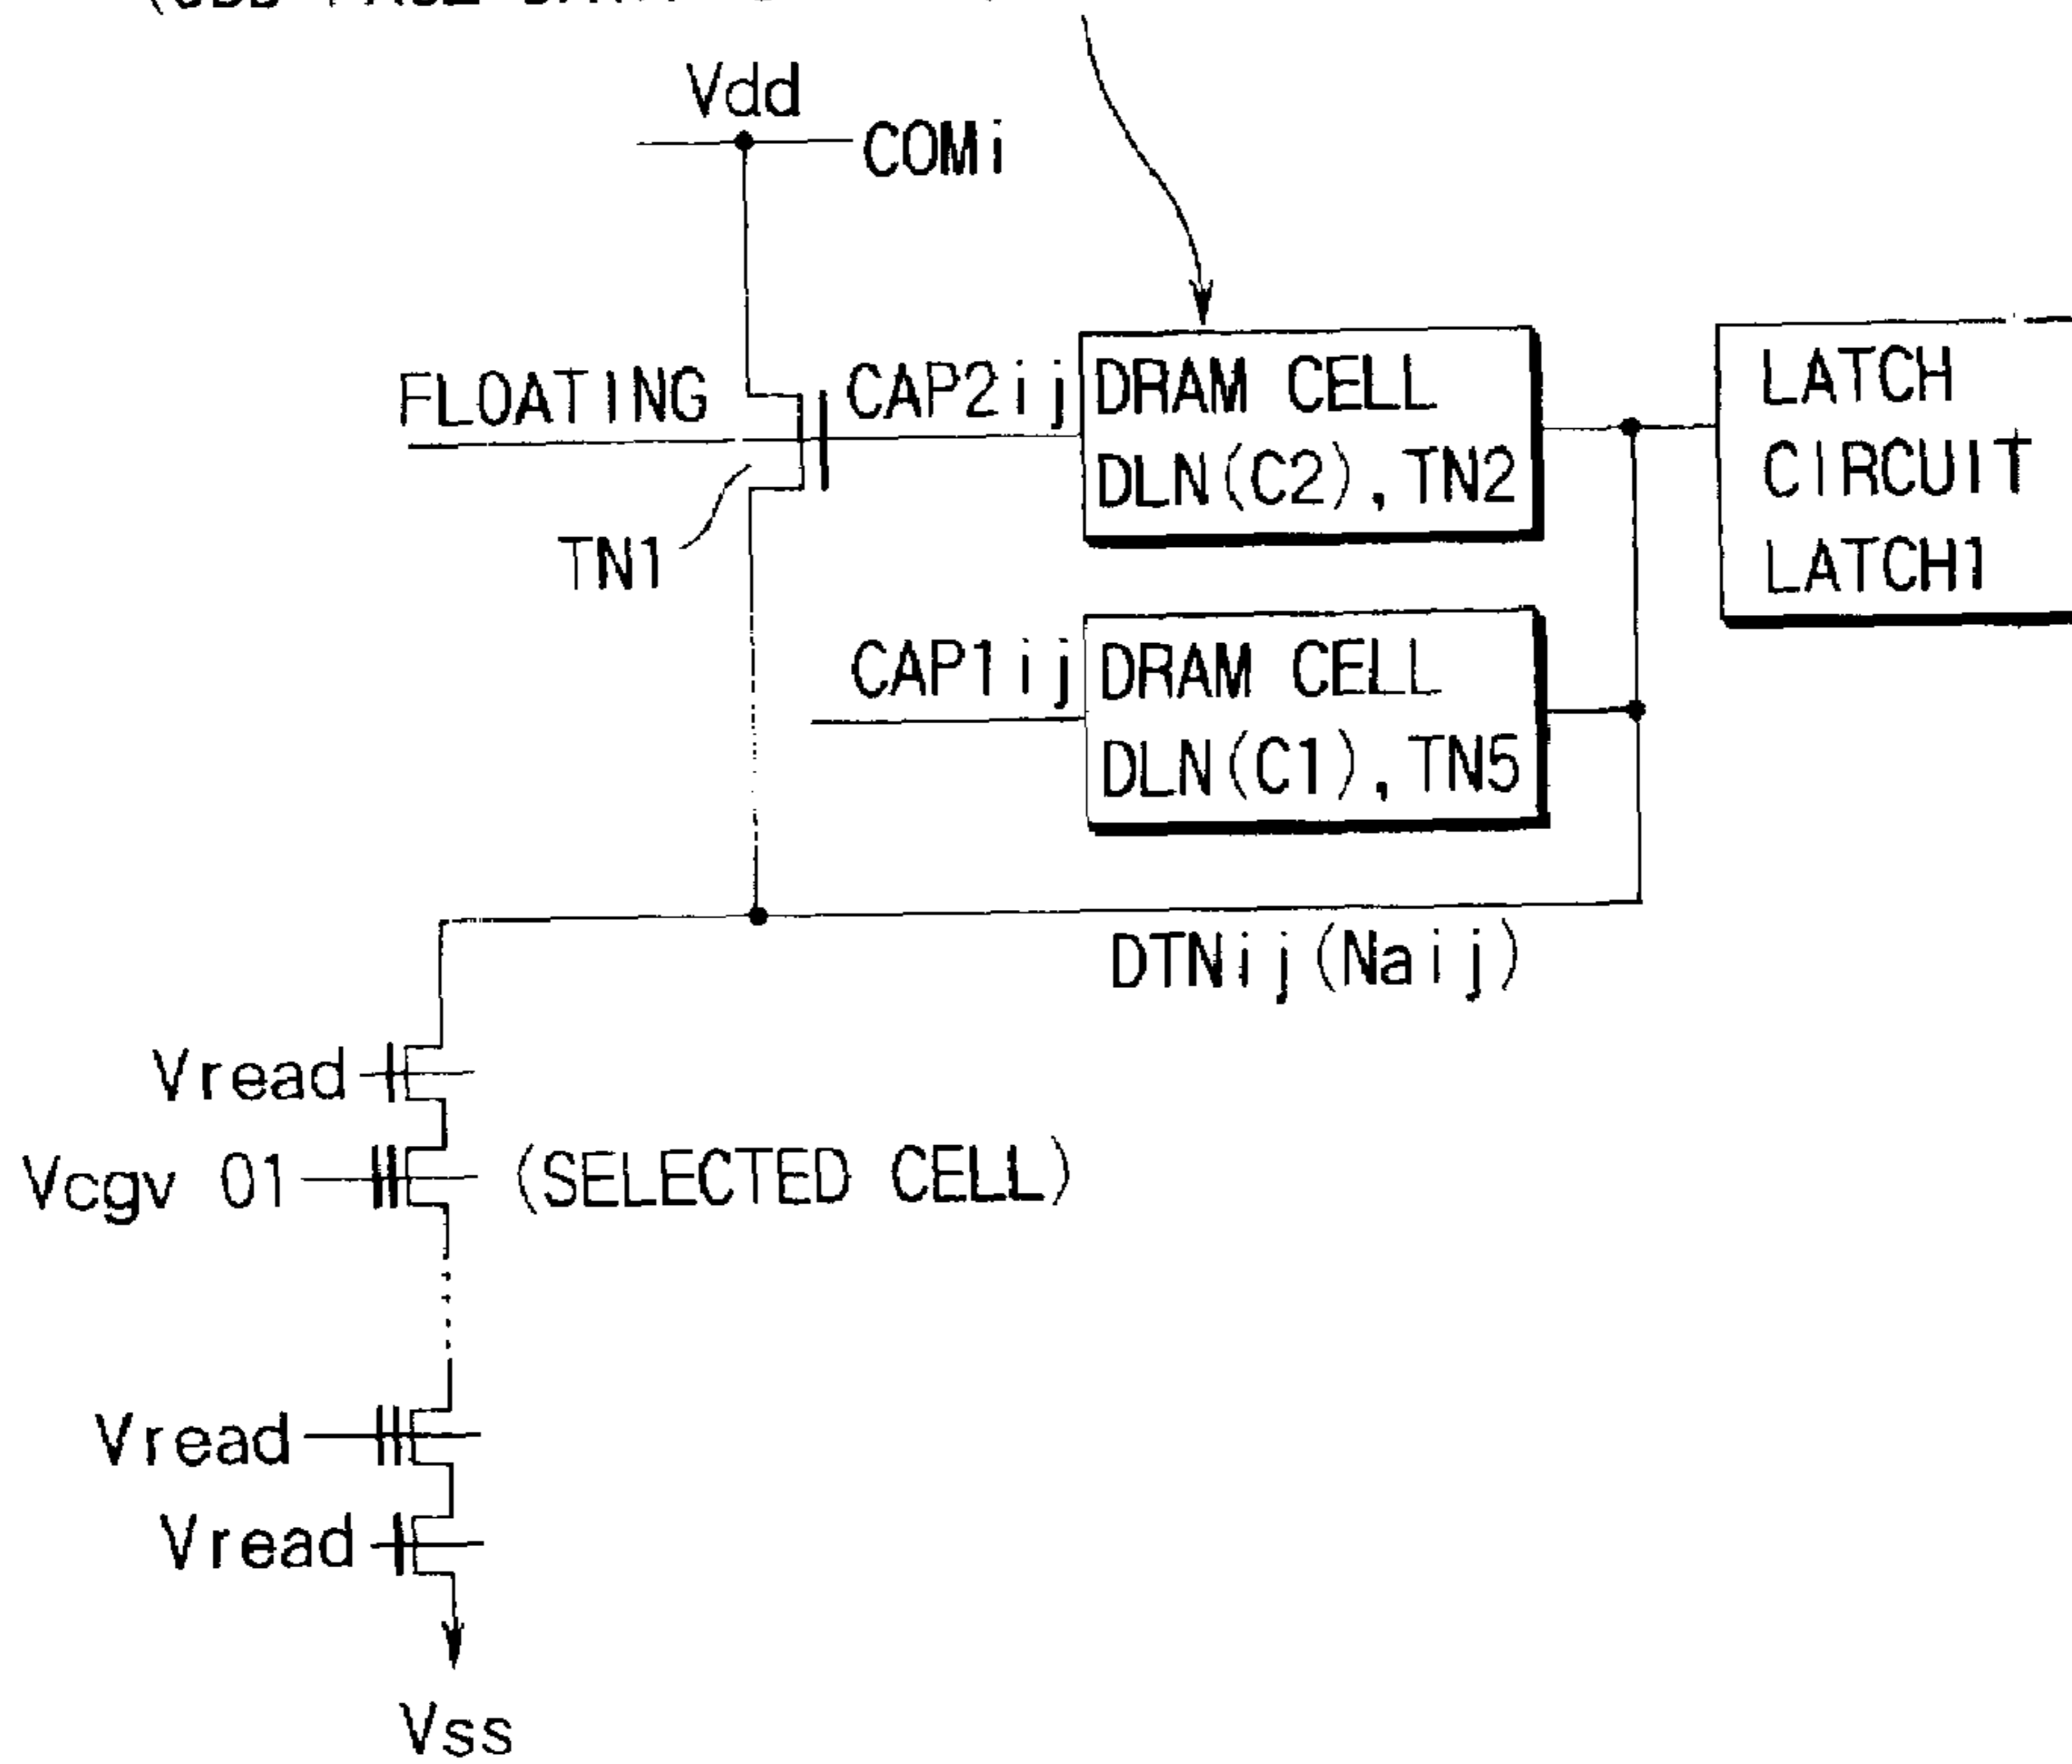 Vdd
COMi
FLOATING
CAP2ij
DRAM CELL
DLN(C2), TN2
LATCH
CIRCUIT
LATCH1
TN1
CAP1ij
DRAM CELL
DLN(C1), TN5
DTNij(Naij)
Vread
Vcgv 01
(SELECTED CELL)
Vread
Vread
Vss